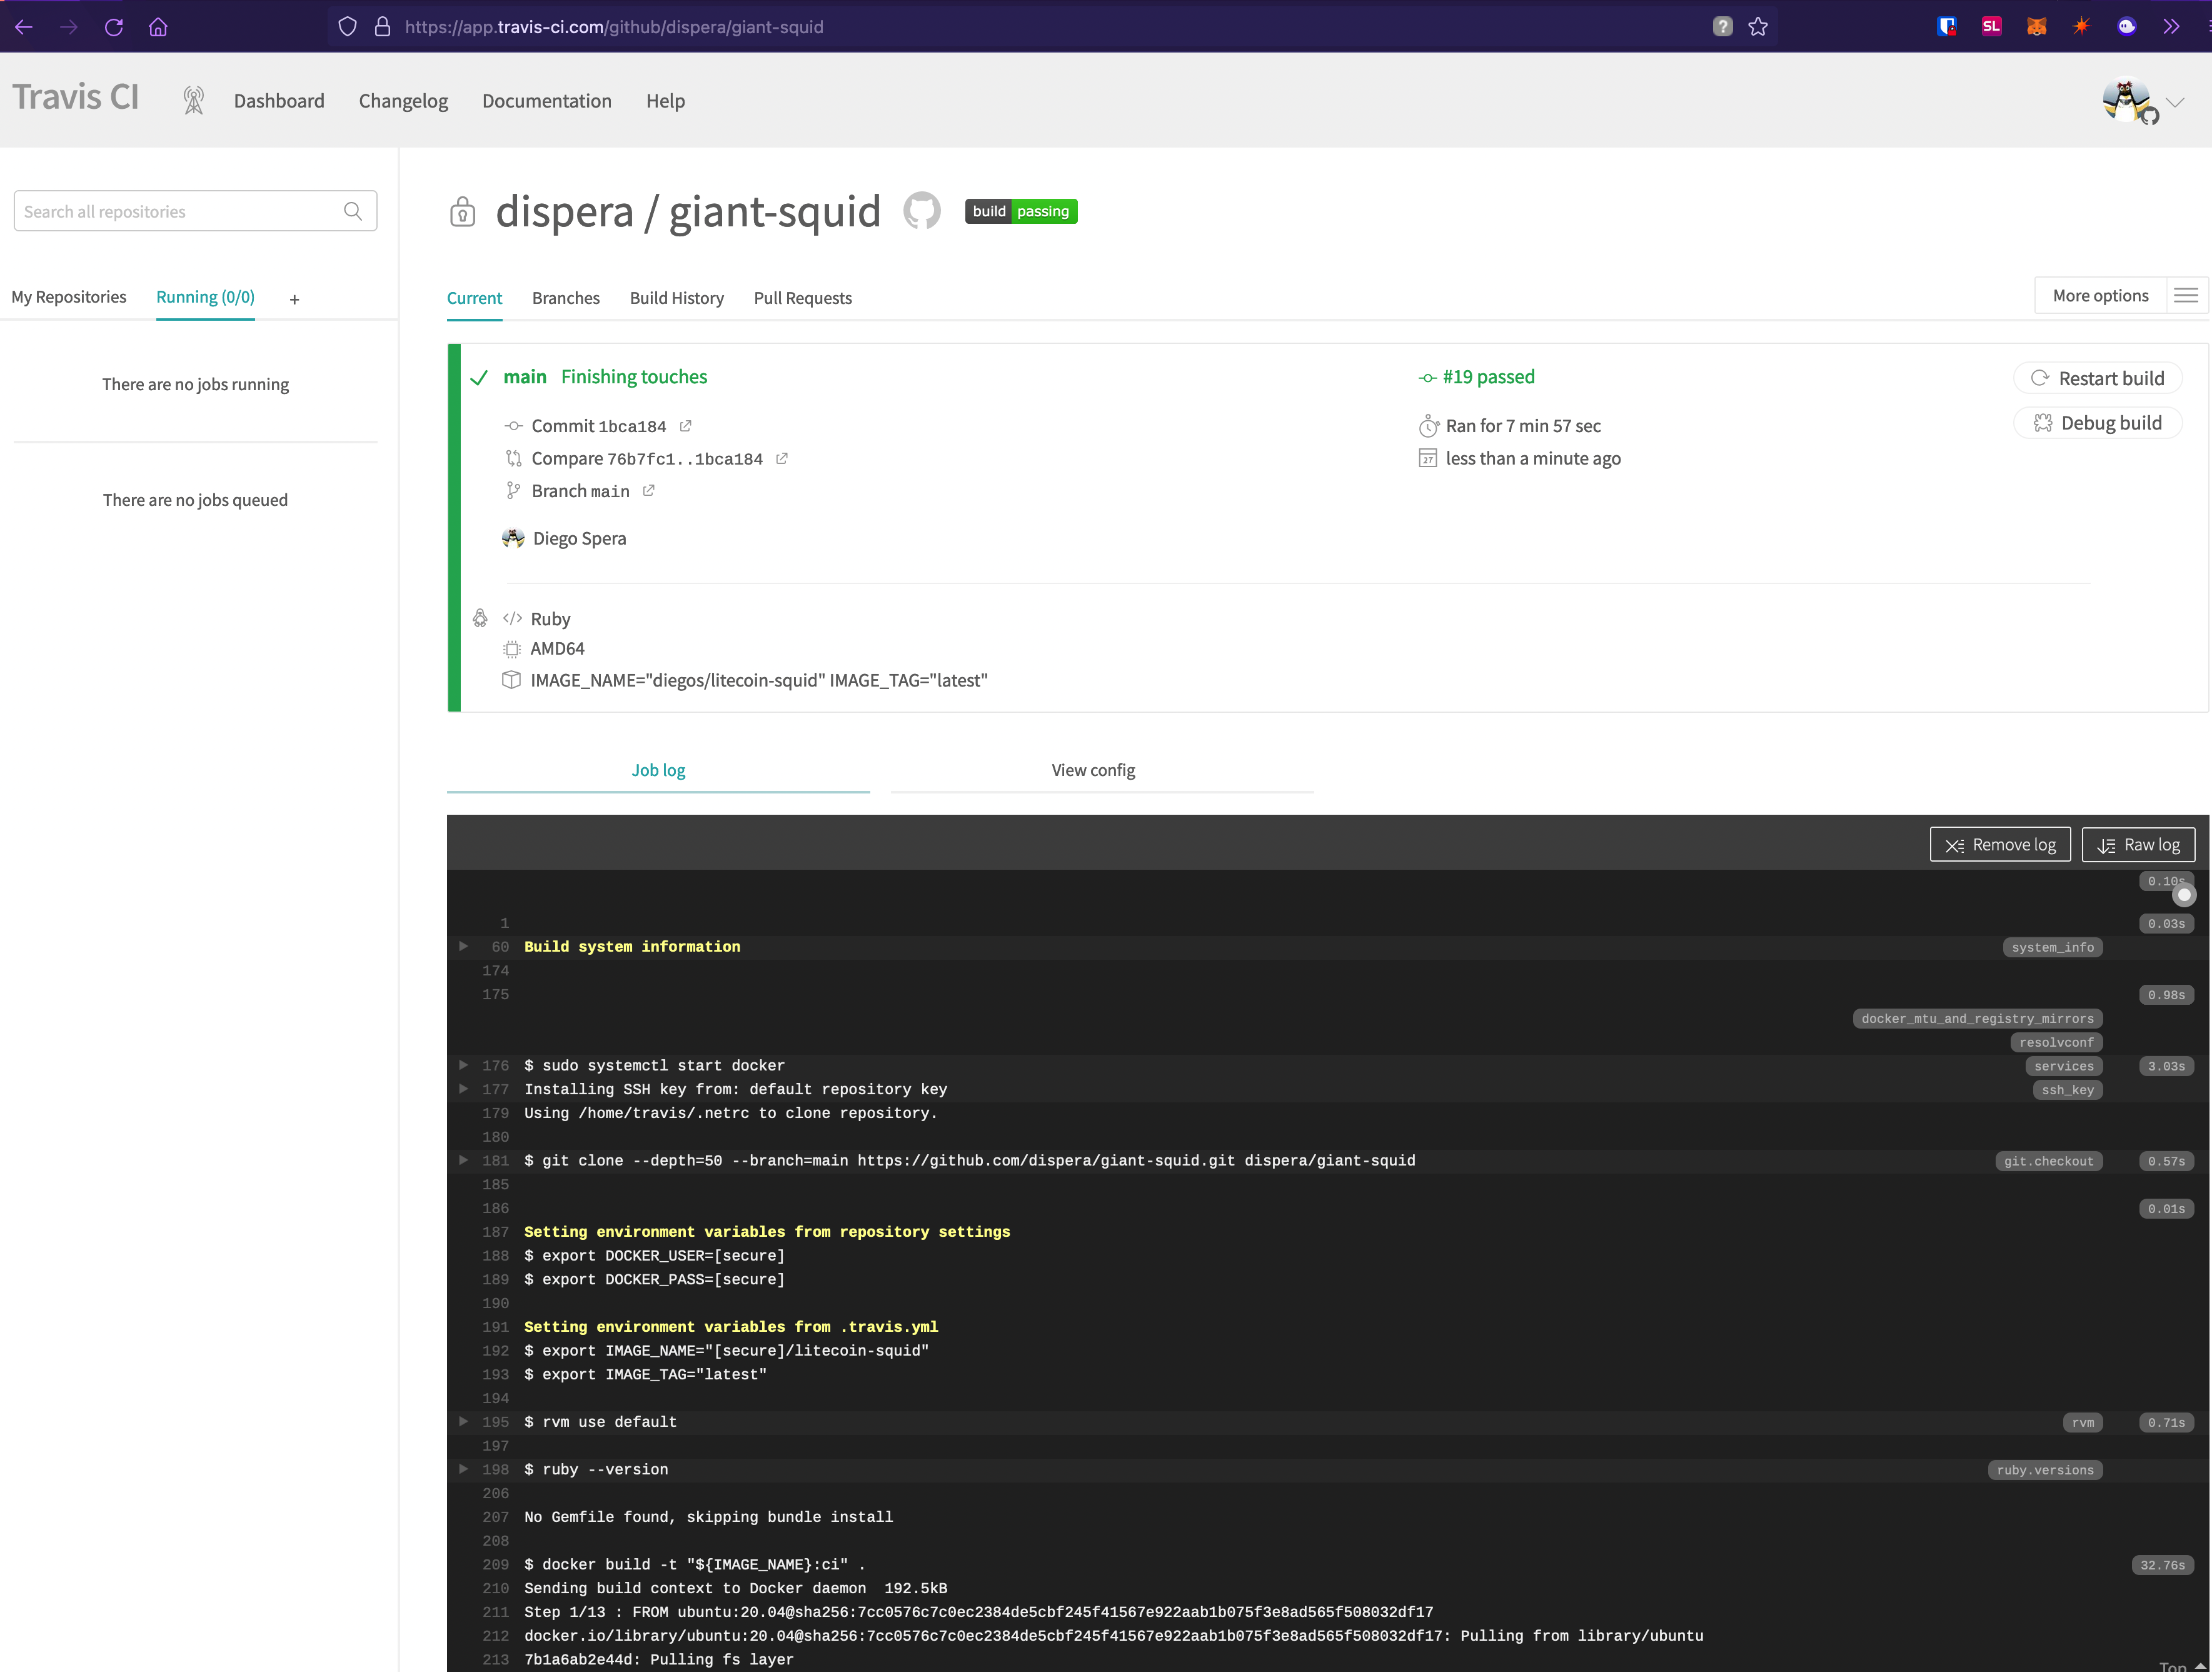 https://app.travis-ci.com/github/dispera/giant-squid
?
SL
Travis CI
Dashboard
Changelog
Documentation
Help
Search all repositories
My Repositories
Running (0/0)
+
There are no jobs running
There are no jobs queued
dispera / giant-squid
build passing
Current
Branches
Build History
Pull Requests
More options
main Finishing touches
Commit 1bca184
Compare 76b7fc1..1bca184
Branch main
Diego Spera
#19 passed
Ran for 7 min 57 sec
27 less than a minute ago
Restart build
Debug build
</> Ruby
AMD64
IMAGE_NAME="diegos/litecoin-squid" IMAGE_TAG="latest"
Job log
View config
Remove log
Raw log
0.10s
1 0.03s
60 Build system information system_info
174
175 0.98s
docker_mtu_and_registry_mirrors
resolvconf
176 $ sudo systemctl start docker services 3.03s
177 Installing SSH key from: default repository key ssh_key
179 Using /home/travis/.netrc to clone repository.
180
181 $ git clone --depth=50 --branch=main https://github.com/dispera/giant-squid.git dispera/giant-squid git.checkout 0.57s
185
186 0.01s
187 Setting environment variables from repository settings
188 $ export DOCKER_USER=[secure]
189 $ export DOCKER_PASS=[secure]
190
191 Setting environment variables from .travis.yml
192 $ export IMAGE_NAME="[secure]/litecoin-squid"
193 $ export IMAGE_TAG="latest"
194
195 $ rvm use default rvm 0.71s
197
198 $ ruby --version ruby.versions
206
207 No Gemfile found, skipping bundle install
208
209 $ docker build -t "${IMAGE_NAME}:ci" . 32.76s
210 Sending build context to Docker daemon  192.5kB
211 Step 1/13 : FROM ubuntu:20.04@sha256:7cc0576c7c0ec2384de5cbf245f41567e922aab1b075f3e8ad565f508032df17
212 docker.io/library/ubuntu:20.04@sha256:7cc0576c7c0ec2384de5cbf245f41567e922aab1b075f3e8ad565f508032df17: Pulling from library/ubuntu
213 7b1a6ab2e44d: Pulling fs layer
Top